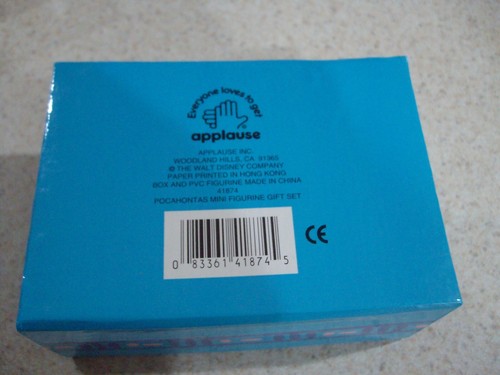 Everyone loves to get
applause
APPLAUSE INC.
WOODLAND HILLS, CA 91365
© THE WALT DISNEY COMPANY
PAPER PRINTED IN HONG KONG
BOX AND PVC FIGURINE MADE IN CHINA
41874
POCAHONTAS MINI FIGURINE GIFT SET
CE
0 83361 41874 5